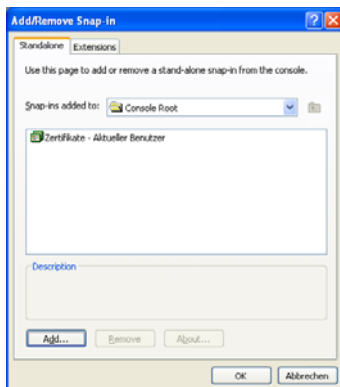 Add/Remove Snap-in
Standalone Extensions
Use this page to add or remove a stand-alone snap-in from the console.
Snap-ins added to: Console Root
Zertifikate - Aktueller Benutzer
Description
Add... Remove About...
OK Abbrechen